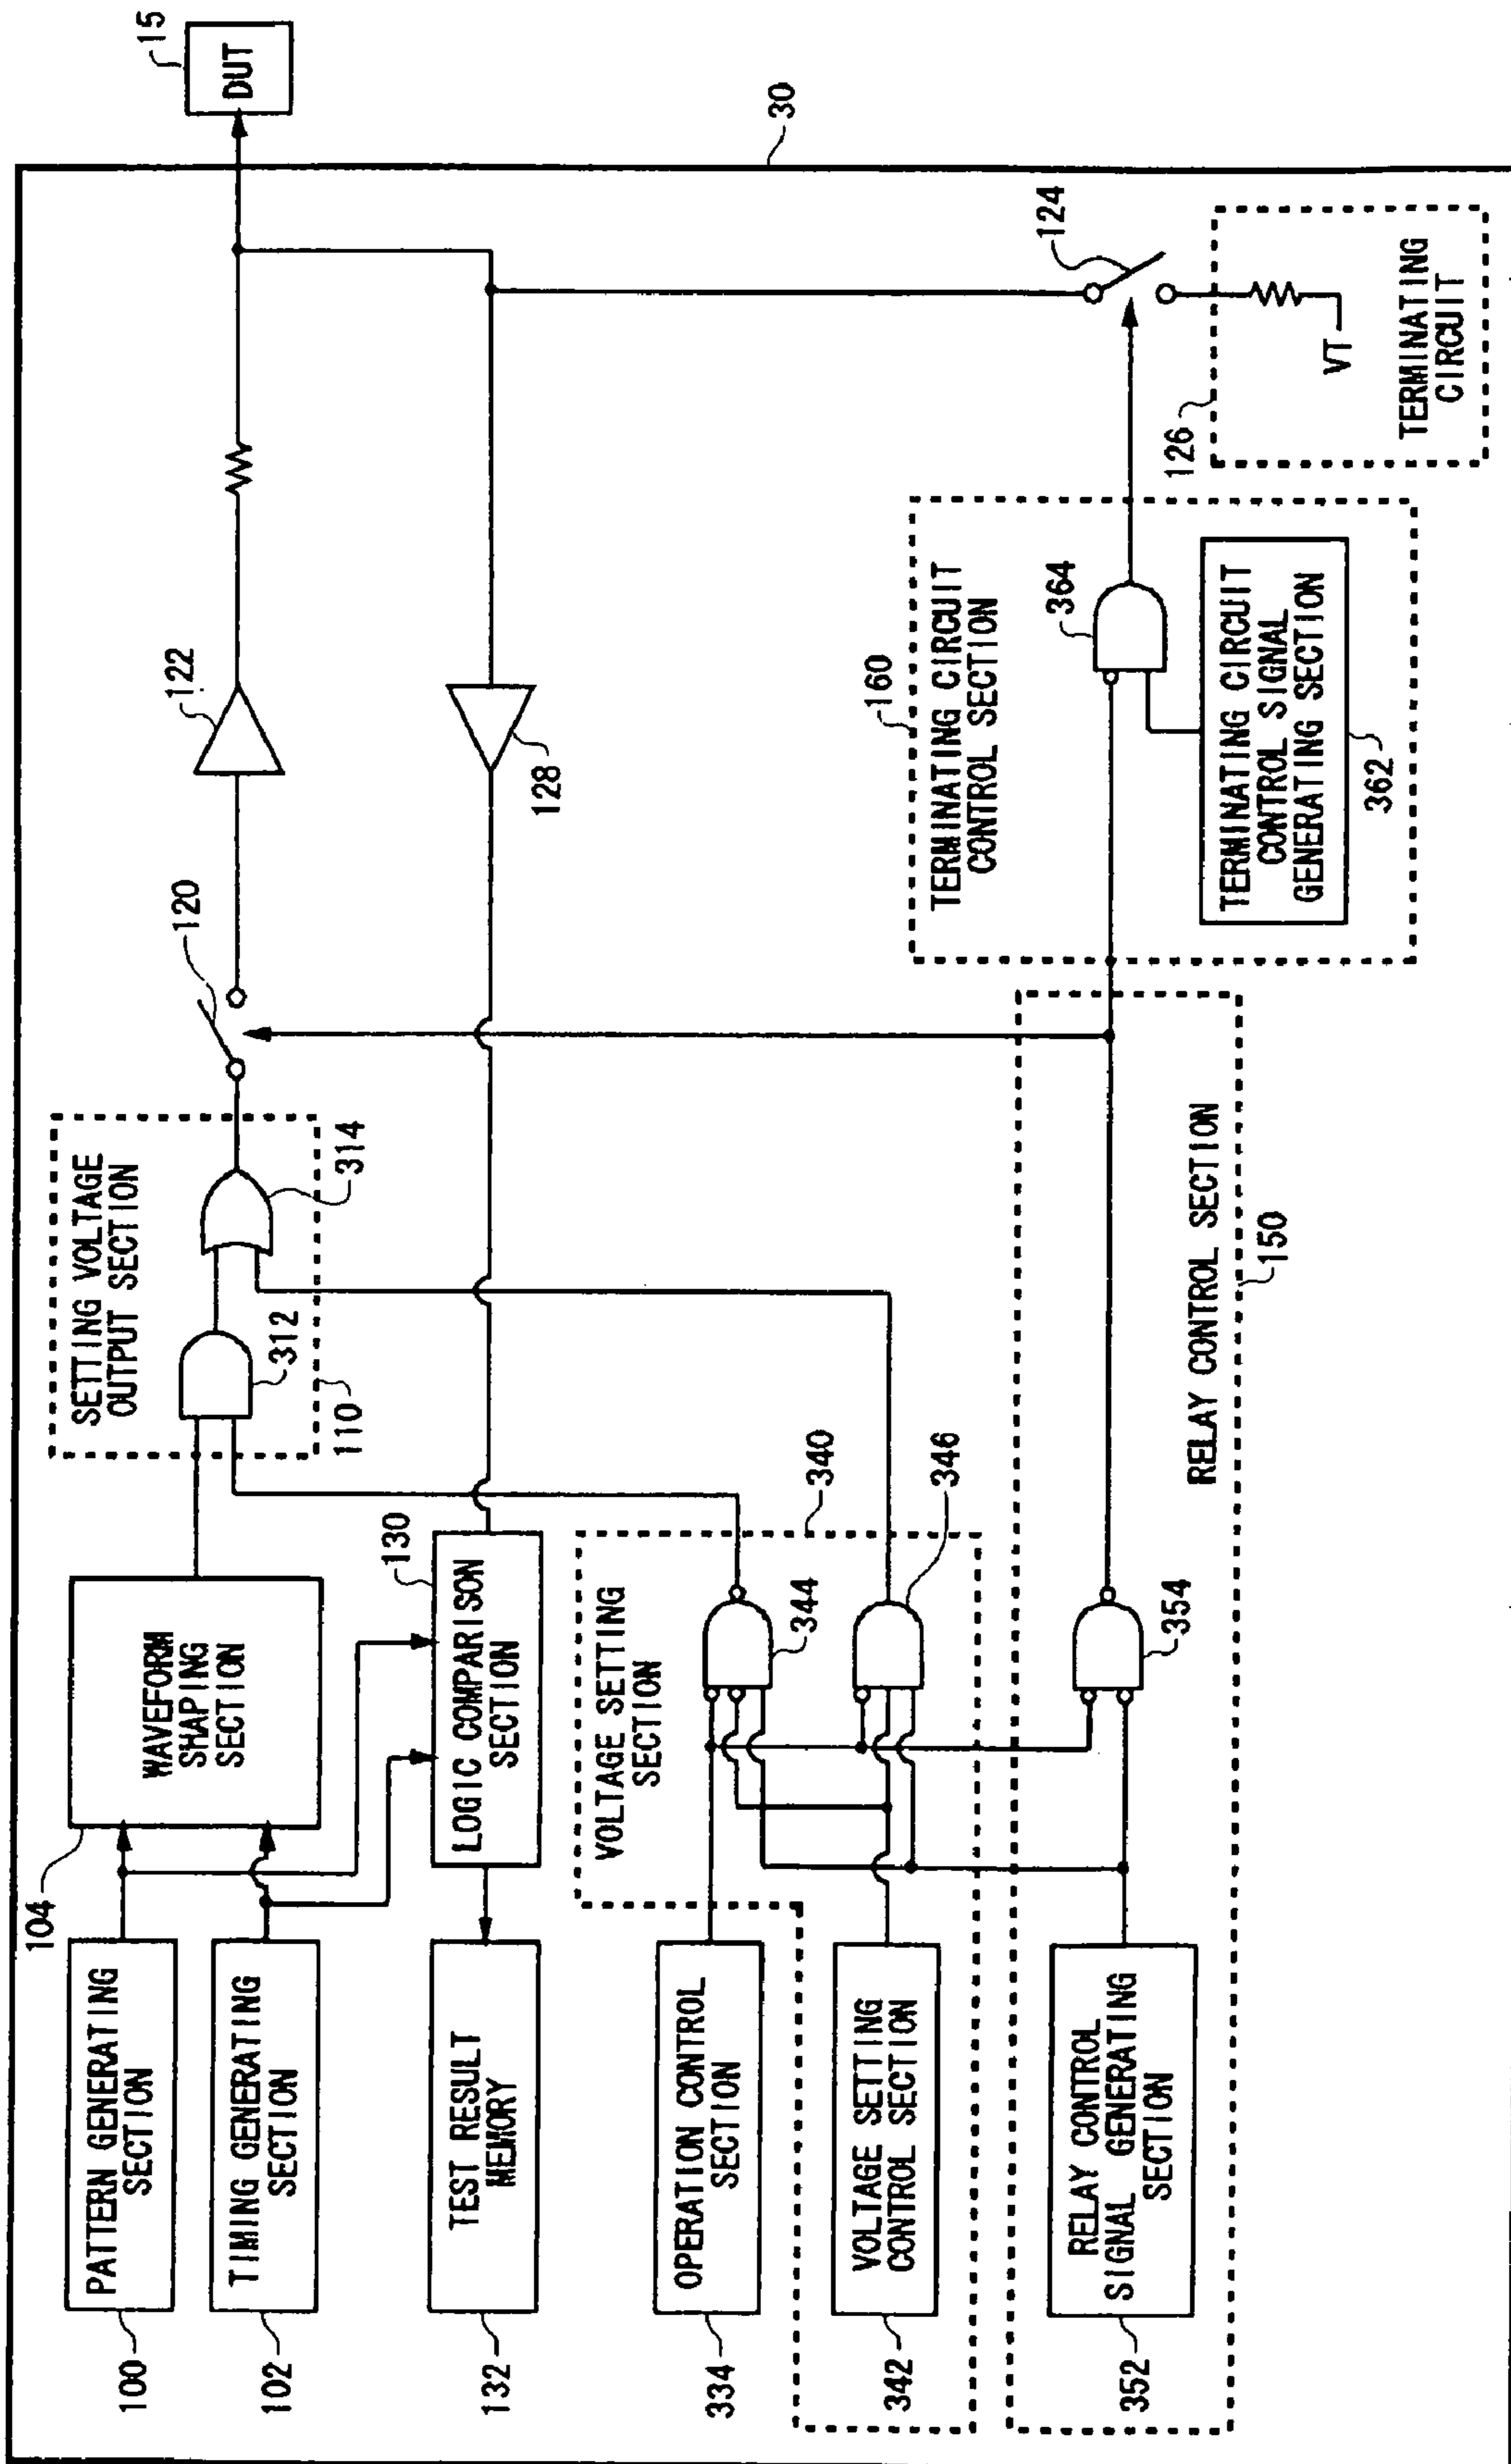 15
DUT
30
SETTING VOLTAGE
OUTPUT SECTION
312
314
110
120
122
128
104
WAVEFORM
SHAPING
SECTION
100
PATTERN GENERATING
SECTION
102
TIMING GENERATING
SECTION
130
LOGIC COMPARISON
SECTION
132
TEST RESULT
MEMORY
VOLTAGE SETTING
SECTION
340
344
346
334
OPERATION CONTROL
SECTION
342
VOLTAGE SETTING
CONTROL SECTION
352
RELAY CONTROL
SIGNAL GENERATING
SECTION
354
RELAY CONTROL SECTION
150
160
TERMINATING CIRCUIT
CONTROL SECTION
364
TERMINATING CIRCUIT
CONTROL SIGNAL
GENERATING SECTION
362
124
126
VT
TERMINATING
CIRCUIT